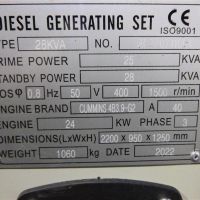 DIESEL GENERATING SET CE
ISO9001
TYPE 28KVA NO.
PRIME POWER 25 KVA
STANDBY POWER 28 KVA
COSφ 0.8 Hz 50 V 400 1500 r/min
ENGINE BRAND CUMMINS 4B3.9-G2 A 40
ENGINE 24 KW PHASE 3
DIMENSIONS (LxWxH) 2200×950×1250 mm
WEIGHT 1060 kg DATE 2022